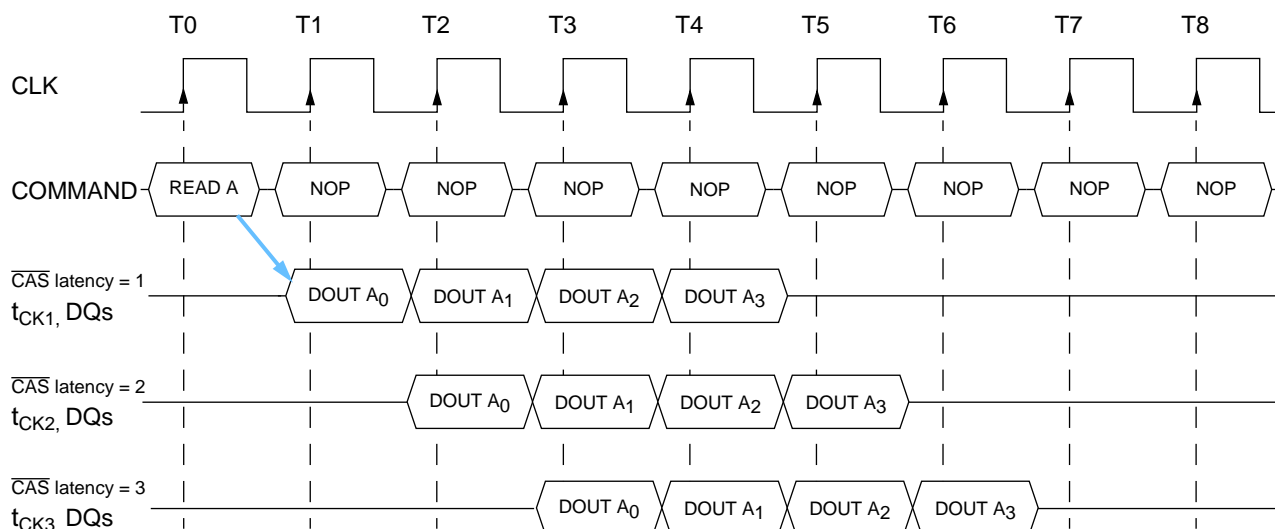 T0 T1 T2 T3 T4 T5 T6 T7 T8
CLK
COMMAND READ A NOP NOP NOP NOP NOP NOP NOP NOP
CAS latency = 1
tCK1, DQs DOUT A0 DOUT A1 DOUT A2 DOUT A3
CAS latency = 2
tCK2, DQs DOUT A0 DOUT A1 DOUT A2 DOUT A3
CAS latency = 3
tCK3, DQs DOUT A0 DOUT A1 DOUT A2 DOUT A3